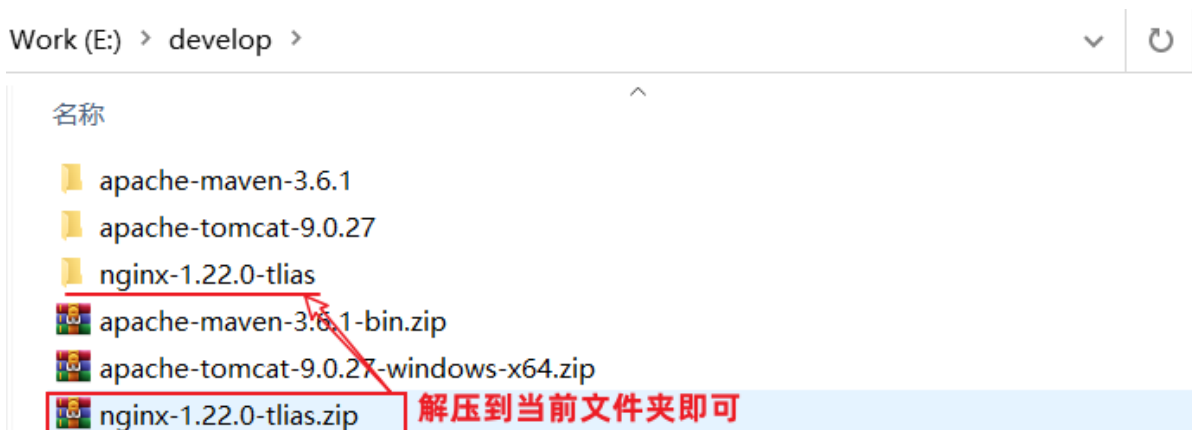 Work (E:) > develop >
名称
apache-maven-3.6.1
apache-tomcat-9.0.27
nginx-1.22.0-tlias
apache-maven-3.6.1-bin.zip
apache-tomcat-9.0.27-windows-x64.zip
nginx-1.22.0-tlias.zip 解压到当前文件夹即可